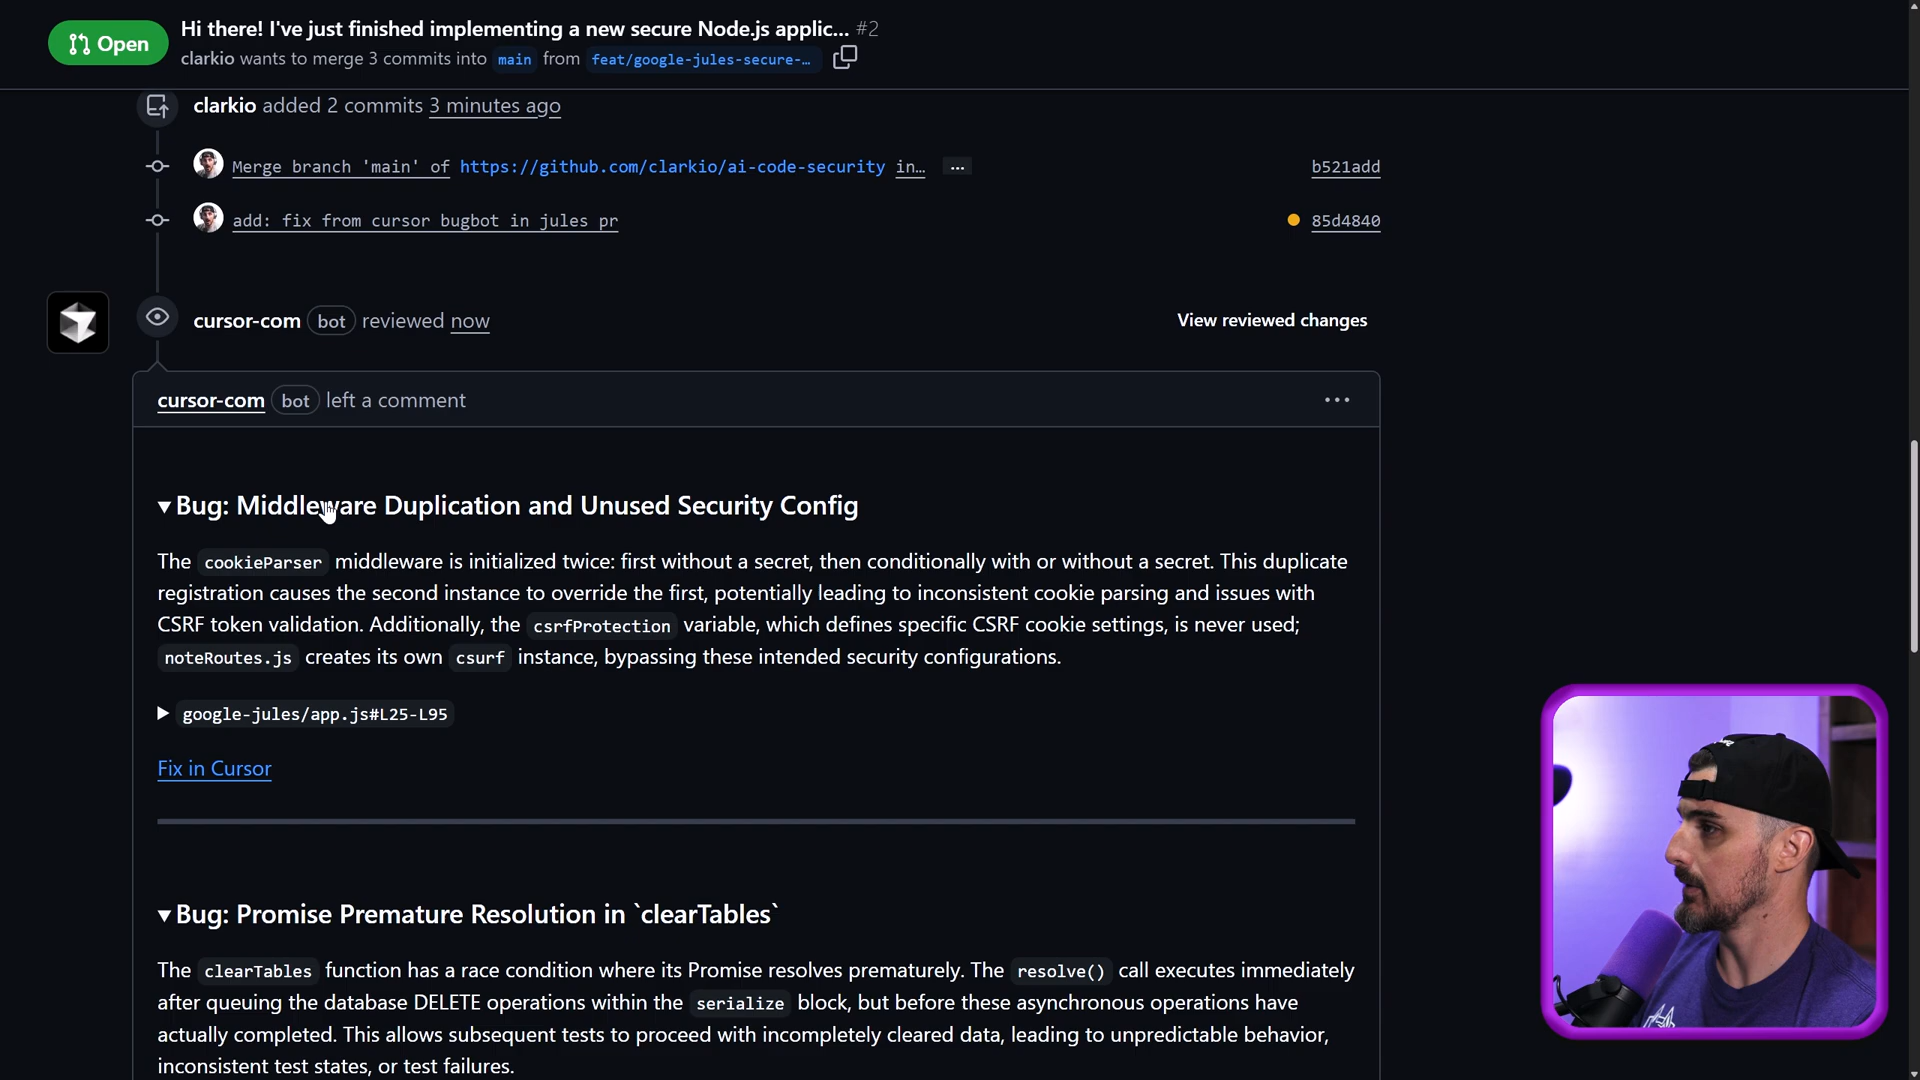 Open
Hi there! I've just finished implementing a new secure Node.js applic... #2
clarkio wants to merge 3 commits into main from feat/google-jules-secure-...
clarkio added 2 commits 3 minutes ago
Merge branch 'main' of https://github.com/clarkio/ai-code-security in… ...
b521add
add: fix from cursor bugbot in jules pr
85d4840
cursor-com bot reviewed now
View reviewed changes
cursor-com bot left a comment
Bug: Middleware Duplication and Unused Security Config
The cookieParser middleware is initialized twice: first without a secret, then conditionally with or without a secret. This duplicate
registration causes the second instance to override the first, potentially leading to inconsistent cookie parsing and issues with
CSRF token validation. Additionally, the csrfProtection variable, which defines specific CSRF cookie settings, is never used;
noteRoutes.js creates its own csurf instance, bypassing these intended security configurations.
google-jules/app.js#L25-L95
Fix in Cursor
Bug: Promise Premature Resolution in `clearTables`
The clearTables function has a race condition where its Promise resolves prematurely. The resolve() call executes immediately
after queuing the database DELETE operations within the serialize block, but before these asynchronous operations have
actually completed. This allows subsequent tests to proceed with incompletely cleared data, leading to unpredictable behavior,
inconsistent test states, or test failures.